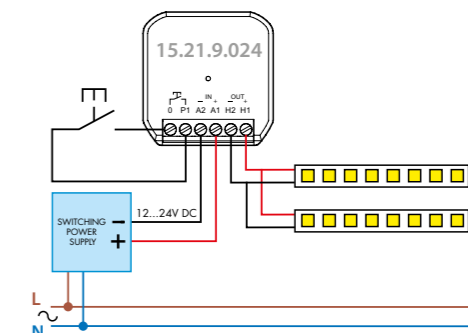 15.21.9.024
IN OUT
− + − +
0 P1 A2 A1 H2 H1
12...24V DC
SWITCHING
POWER
SUPPLY
−
+
L
N